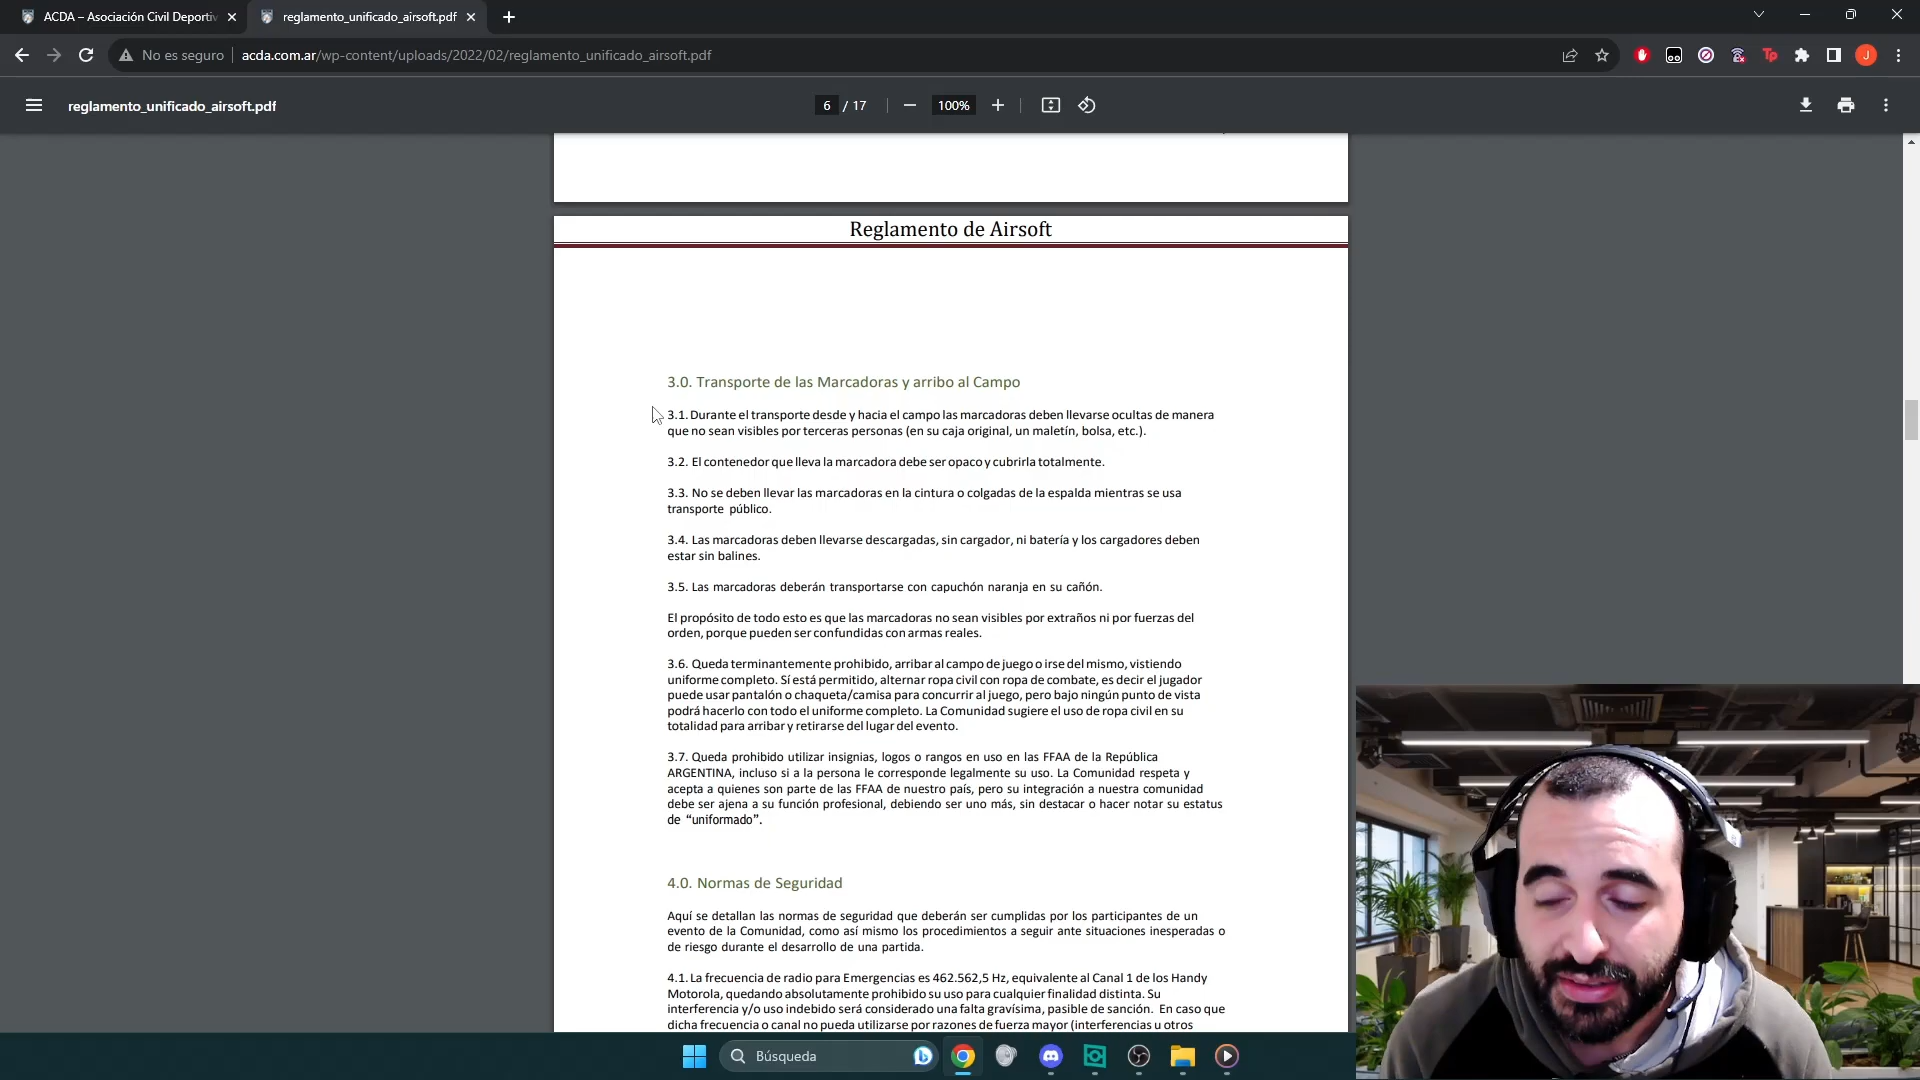 ACDA – Asociación Civil Deportiv
reglamento_unificado_airsoft.pdf
No es seguro
acda.com.ar/wp-content/uploads/2022/02/reglamento_unificado_airsoft.pdf
Tp
J
reglamento_unificado_airsoft.pdf
6 / 17
100%
Reglamento de Airsoft
3.0. Transporte de las Marcadoras y arribo al Campo
3.1. Durante el transporte desde y hacia el campo las marcadoras deben llevarse ocultas de manera
que no sean visibles por terceras personas (en su caja original, un maletín, bolsa, etc.).
3.2. El contenedor que lleva la marcadora debe ser opaco y cubrirla totalmente.
3.3. No se deben llevar las marcadoras en la cintura o colgadas de la espalda mientras se usa
transporte público.
3.4. Las marcadoras deben llevarse descargadas, sin cargador, ni batería y los cargadores deben
estar sin balines.
3.5. Las marcadoras deberán transportarse con capuchón naranja en su cañón.
El propósito de todo esto es que las marcadoras no sean visibles por extraños ni por fuerzas del
orden, porque pueden ser confundidas con armas reales.
3.6. Queda terminantemente prohibido, arribar al campo de juego o irse del mismo, vistiendo
uniforme completo. Sí está permitido, alternar ropa civil con ropa de combate, es decir el jugador
puede usar pantalón o chaqueta/camisa para concurrir al juego, pero bajo ningún punto de vista
podrá hacerlo con todo el uniforme completo. La Comunidad sugiere el uso de ropa civil en su
totalidad para arribar y retirarse del lugar del evento.
3.7. Queda prohibido utilizar insignias, logos o rangos en uso en las FFAA de la República
ARGENTINA, incluso si a la persona le corresponde legalmente su uso. La Comunidad respeta y
acepta a quienes son parte de las FFAA de nuestro país, pero su integración a nuestra comunidad
debe ser ajena a su función profesional, debiendo ser uno más, sin destacar o hacer notar su estatus
de “uniformado”.
4.0. Normas de Seguridad
Aquí se detallan las normas de seguridad que deberán ser cumplidas por los participantes de un
evento de la Comunidad, como así mismo los procedimientos a seguir ante situaciones inesperadas o
de riesgo durante el desarrollo de una partida.
4.1. La frecuencia de radio para Emergencias es 462.562,5 Hz, equivalente al Canal 1 de los Handy
Motorola, quedando absolutamente prohibido su uso para cualquier finalidad distinta. Su
interferencia y/o uso indebido será considerado una falta gravísima, pasible de sanción. En caso que
dicha frecuencia o canal no pueda utilizarse por razones de fuerza mayor (interferencias u otros
Búsqueda